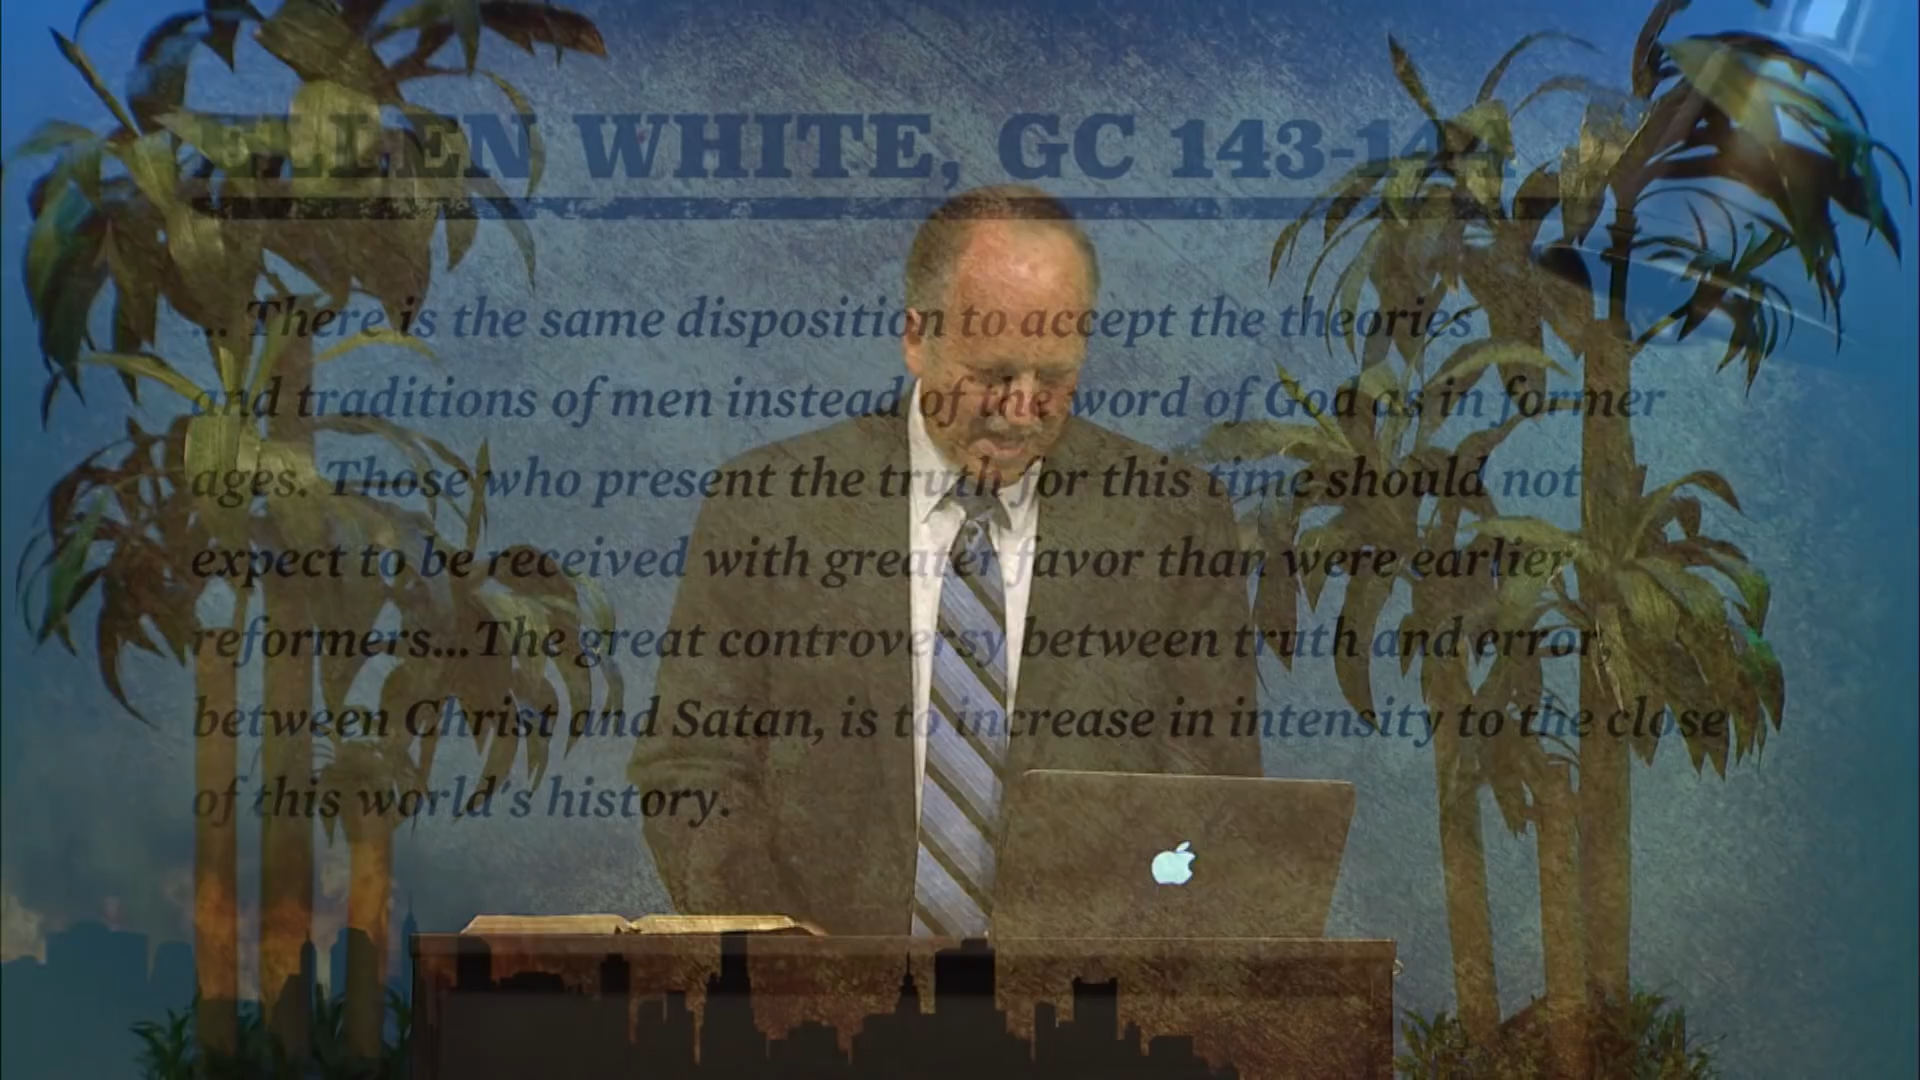 ELLEN WHITE, GC 143-144
... There is the same disposition to accept the theories
and traditions of men instead of the word of God as in former
ages. Those who present the truth for this time should not
expect to be received with greater favor than were earlier
reformers...The great controversy between truth and error,
between Christ and Satan, is to increase in intensity to the close
of this world's history.